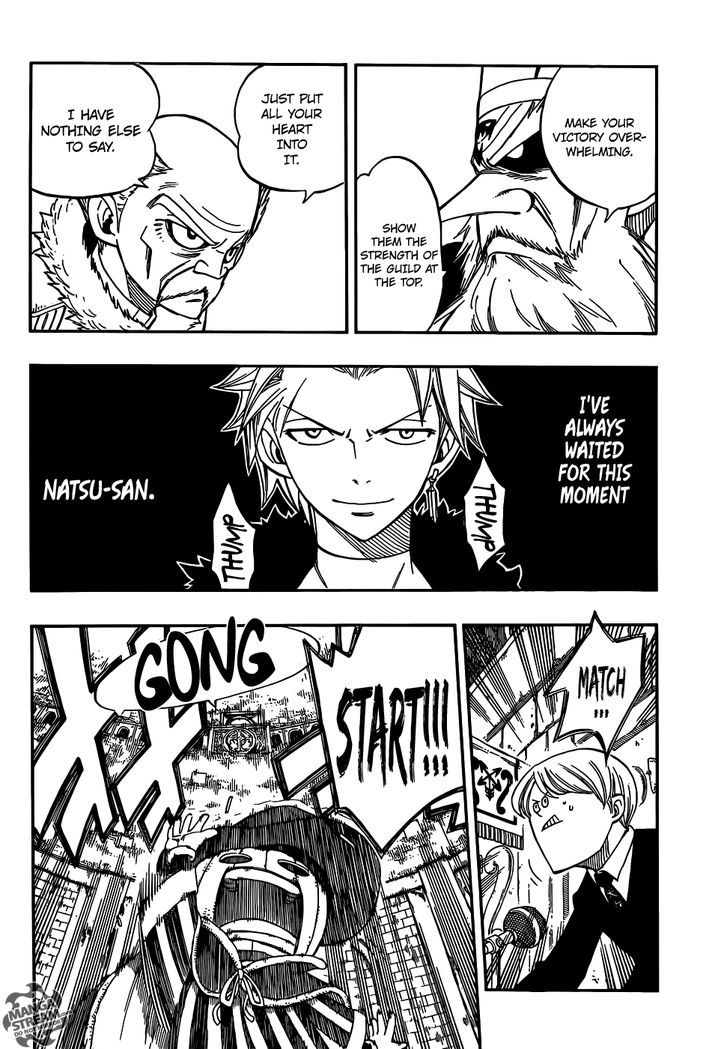 MAKE YOUR
VICTORY OVER-
WHELMING.
SHOW
THEM THE
STRENGTH OF
THE GUILD AT
THE TOP.
JUST PUT
ALL YOUR
HEART
INTO
IT.
I HAVE
NOTHING ELSE
TO SAY.
I'VE
ALWAYS
WAITED
FOR THIS
MOMENT
NATSU-SAN.
THUMP
THUMP
MATCH
...
START!!!
GONG
MANGA
STREAM